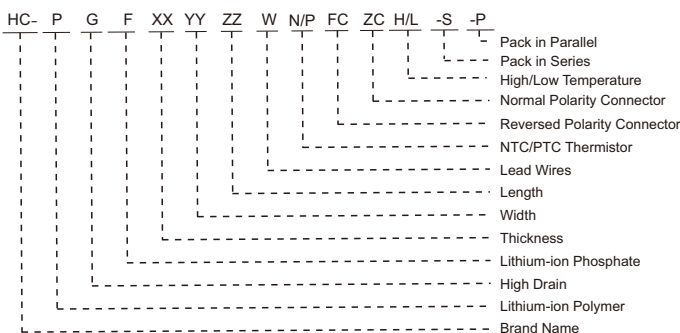 HC- P G F XX YY ZZ W N/P FC ZC H/L -S -P
Pack in Parallel
Pack in Series
High/Low Temperature
Normal Polarity Connector
Reversed Polarity Connector
NTC/PTC Thermistor
Lead Wires
Length
Width
Thickness
Lithium-ion Phosphate
High Drain
Lithium-ion Polymer
Brand Name